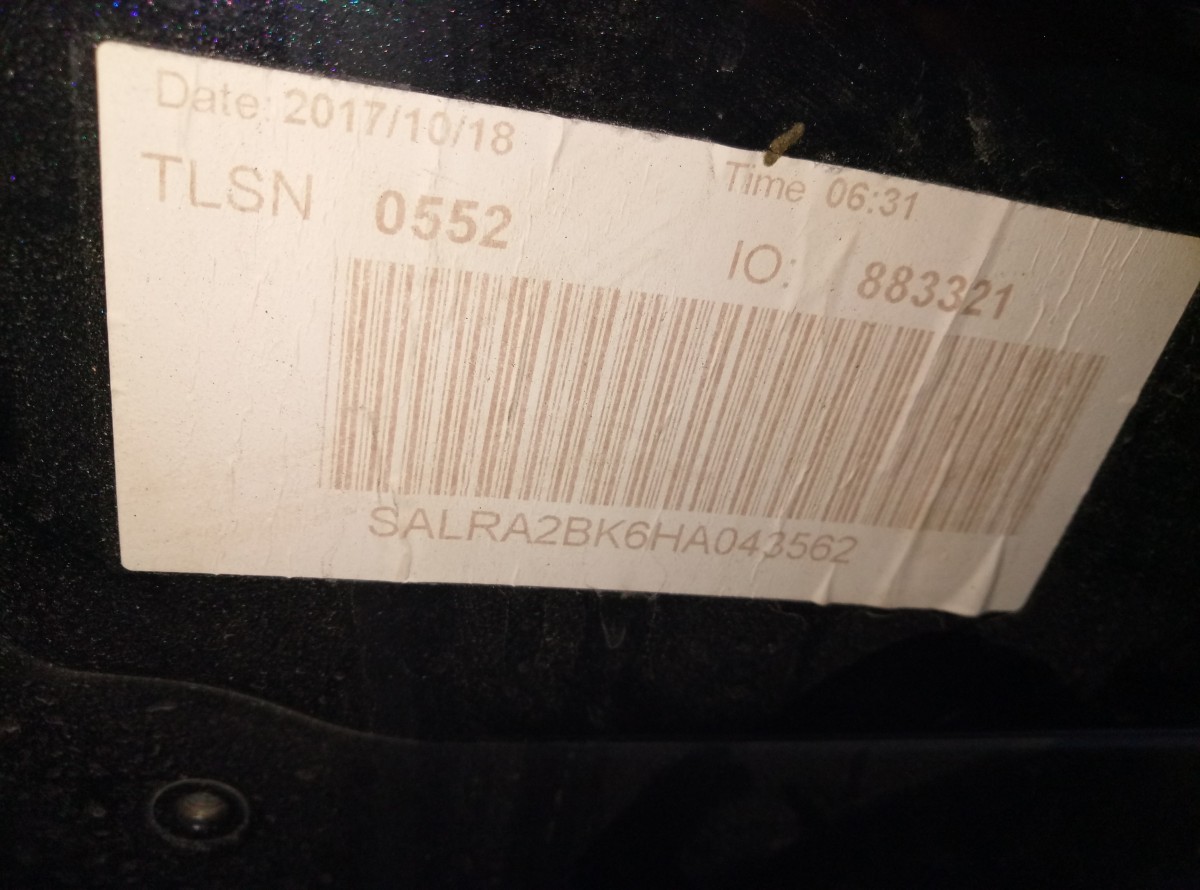 Date: 2017/10/18
Time 06:31
TLSN 0552
IO: 883321
SALRA2BK6HA043562